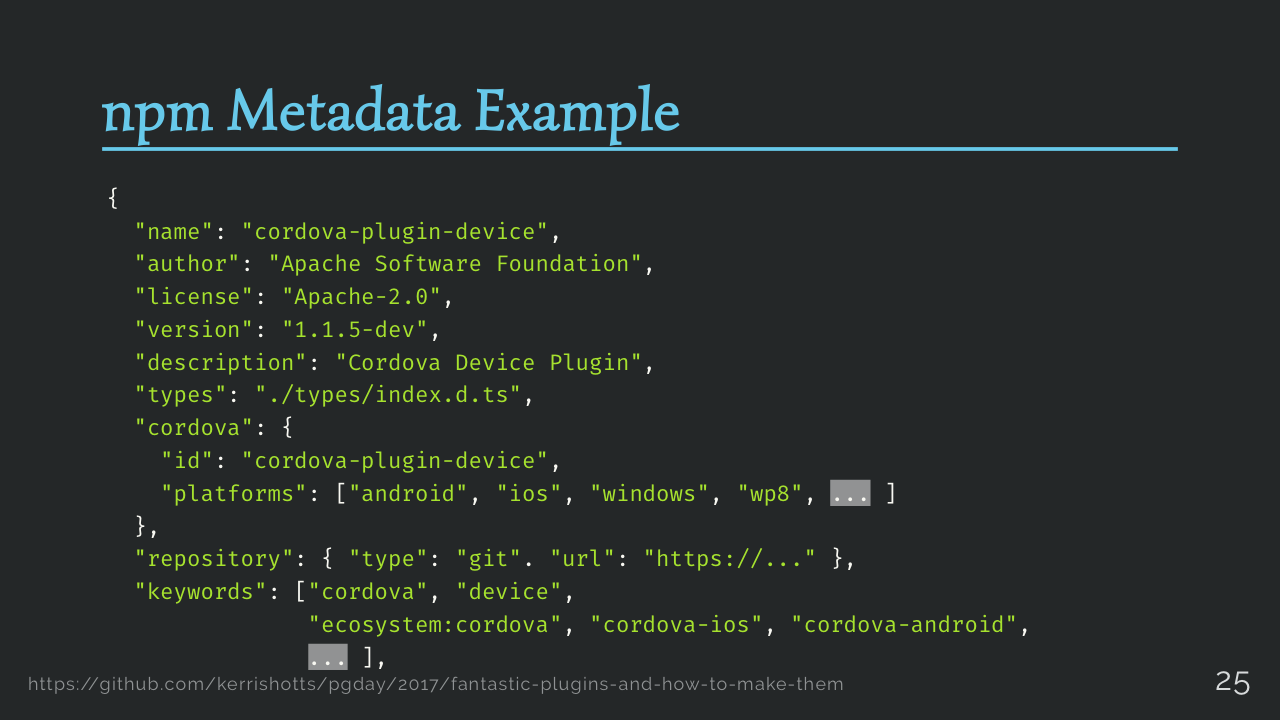 npm Metadata Example
{
  "name": "cordova-plugin-device",
  "author": "Apache Software Foundation",
  "license": "Apache-2.0",
  "version": "1.1.5-dev",
  "description": "Cordova Device Plugin",
  "types": "./types/index.d.ts",
  "cordova": {
    "id": "cordova-plugin-device",
    "platforms": ["android", "ios", "windows", "wp8", ... ]
  },
  "repository": { "type": "git". "url": "https://..." },
  "keywords": ["cordova", "device",
               "ecosystem:cordova", "cordova-ios", "cordova-android",
               ... ],
https://github.com/kerrishotts/pgday/2017/fantastic-plugins-and-how-to-make-them
25